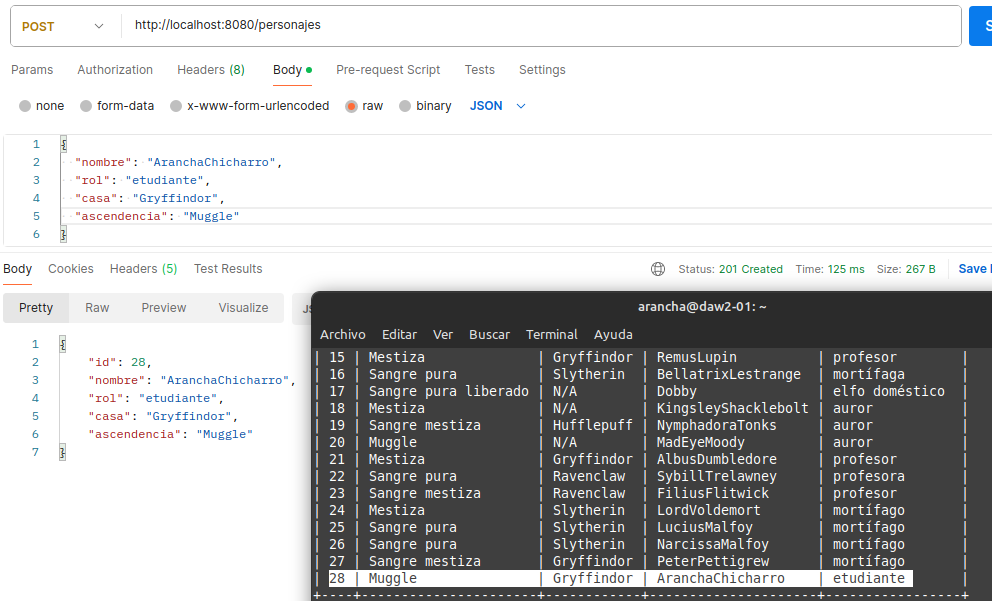 POST http://localhost:8080/personajes S
Params Authorization Headers (8) Body Pre-request Script Tests Settings
none form-data x-www-form-urlencoded raw binary JSON
1 {
2 "nombre": "AranchaChicharro",
3 "rol": "etudiante",
4 "casa": "Gryffindor",
5 "ascendencia": "Muggle"
6 }
Body Cookies Headers (5) Test Results Status: 201 Created Time: 125 ms Size: 267 B Save
Pretty Raw Preview Visualize JS
1 {
2 "id": 28,
3 "nombre": "AranchaChicharro",
4 "rol": "etudiante",
5 "casa": "Gryffindor",
6 "ascendencia": "Muggle"
7 }
arancha@daw2-01: ~
Archivo Editar Ver Buscar Terminal Ayuda
| 15 | Mestiza | Gryffindor | RemusLupin | profesor |
| 16 | Sangre pura | Slytherin | BellatrixLestrange | mortífaga |
| 17 | Sangre pura liberado | N/A | Dobby | elfo doméstico |
| 18 | Mestiza | N/A | KingsleyShacklebolt | auror |
| 19 | Sangre mestiza | Hufflepuff | NymphadoraTonks | auror |
| 20 | Muggle | N/A | MadEyeMoody | auror |
| 21 | Mestiza | Gryffindor | AlbusDumbledore | profesor |
| 22 | Sangre pura | Ravenclaw | SybillTrelawney | profesora |
| 23 | Sangre mestiza | Ravenclaw | FiliusFlitwick | profesor |
| 24 | Mestiza | Slytherin | LordVoldemort | mortífago |
| 25 | Sangre pura | Slytherin | LuciusMalfoy | mortífago |
| 26 | Sangre pura | Slytherin | NarcissaMalfoy | mortífago |
| 27 | Sangre mestiza | Gryffindor | PeterPettigrew | mortífago |
| 28 | Muggle | Gryffindor | AranchaChicharro | etudiante |
+----+----------------------+------------+---------------------+-----------------+